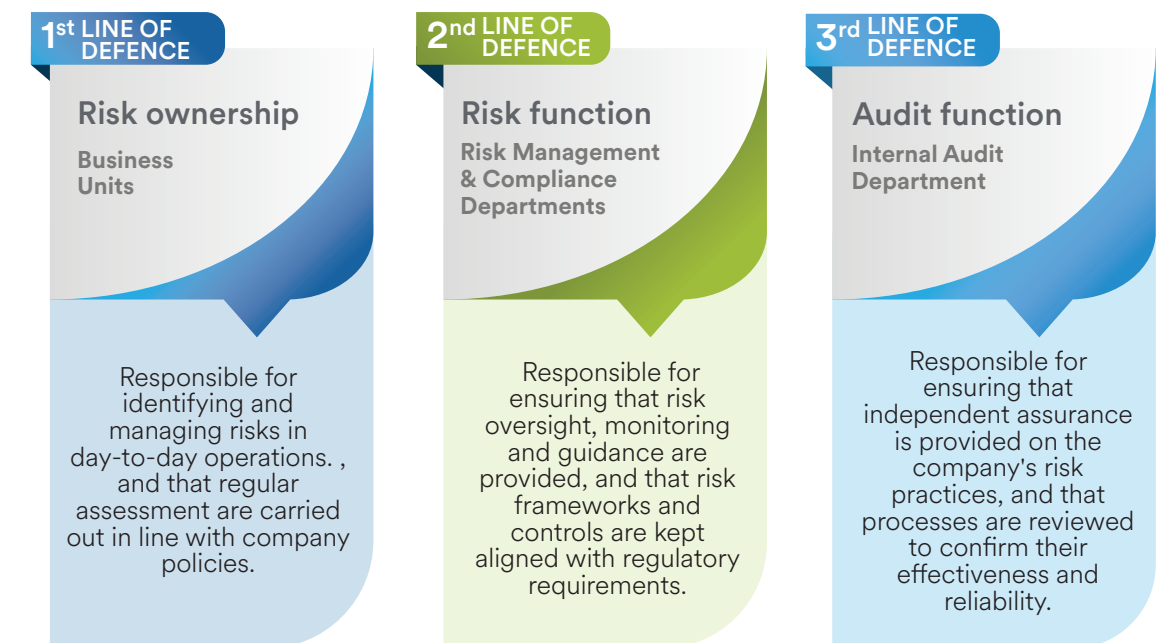 1st LINE OF
DEFENCE
Risk ownership
Business
Units
Responsible for
identifying and
managing risks in
day-to-day operations. ,
and that regular
assessment are carried
out in line with company
policies.
2nd LINE OF
DEFENCE
Risk function
Risk Management
& Compliance
Departments
Responsible for
ensuring that risk
oversight, monitoring
and guidance are
provided, and that risk
frameworks and
controls are kept
aligned with regulatory
requirements.
3rd LINE OF
DEFENCE
Audit function
Internal Audit
Department
Responsible for
ensuring that
independent assurance
is provided on the
company's risk
practices, and that
processes are reviewed
to confirm their
effectiveness and
reliability.